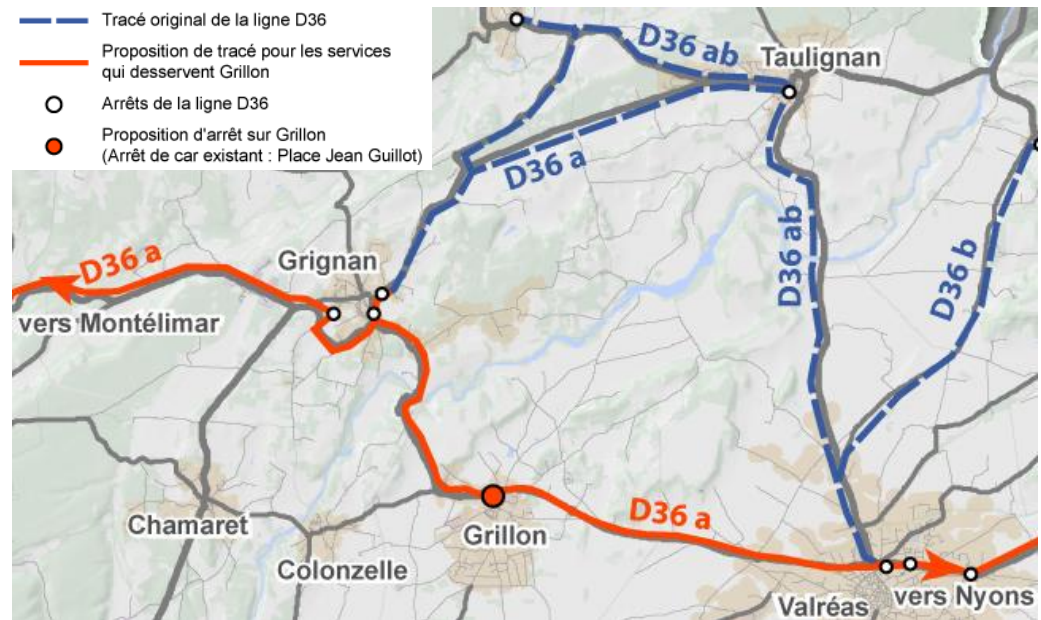 Tracé original de la ligne D36
Proposition de tracé pour les services
qui desservent Grillon
Arrêts de la ligne D36
Proposition d'arrêt sur Grillon
(Arrêt de car existant : Place Jean Guillot)
D36 ab
Taulignan
D36 a
D36 ab
D36 b
Grignan
D36 a
vers Montélimar
Chamaret
Colonzelle
Grillon
D36 a
Valréas
vers Nyons